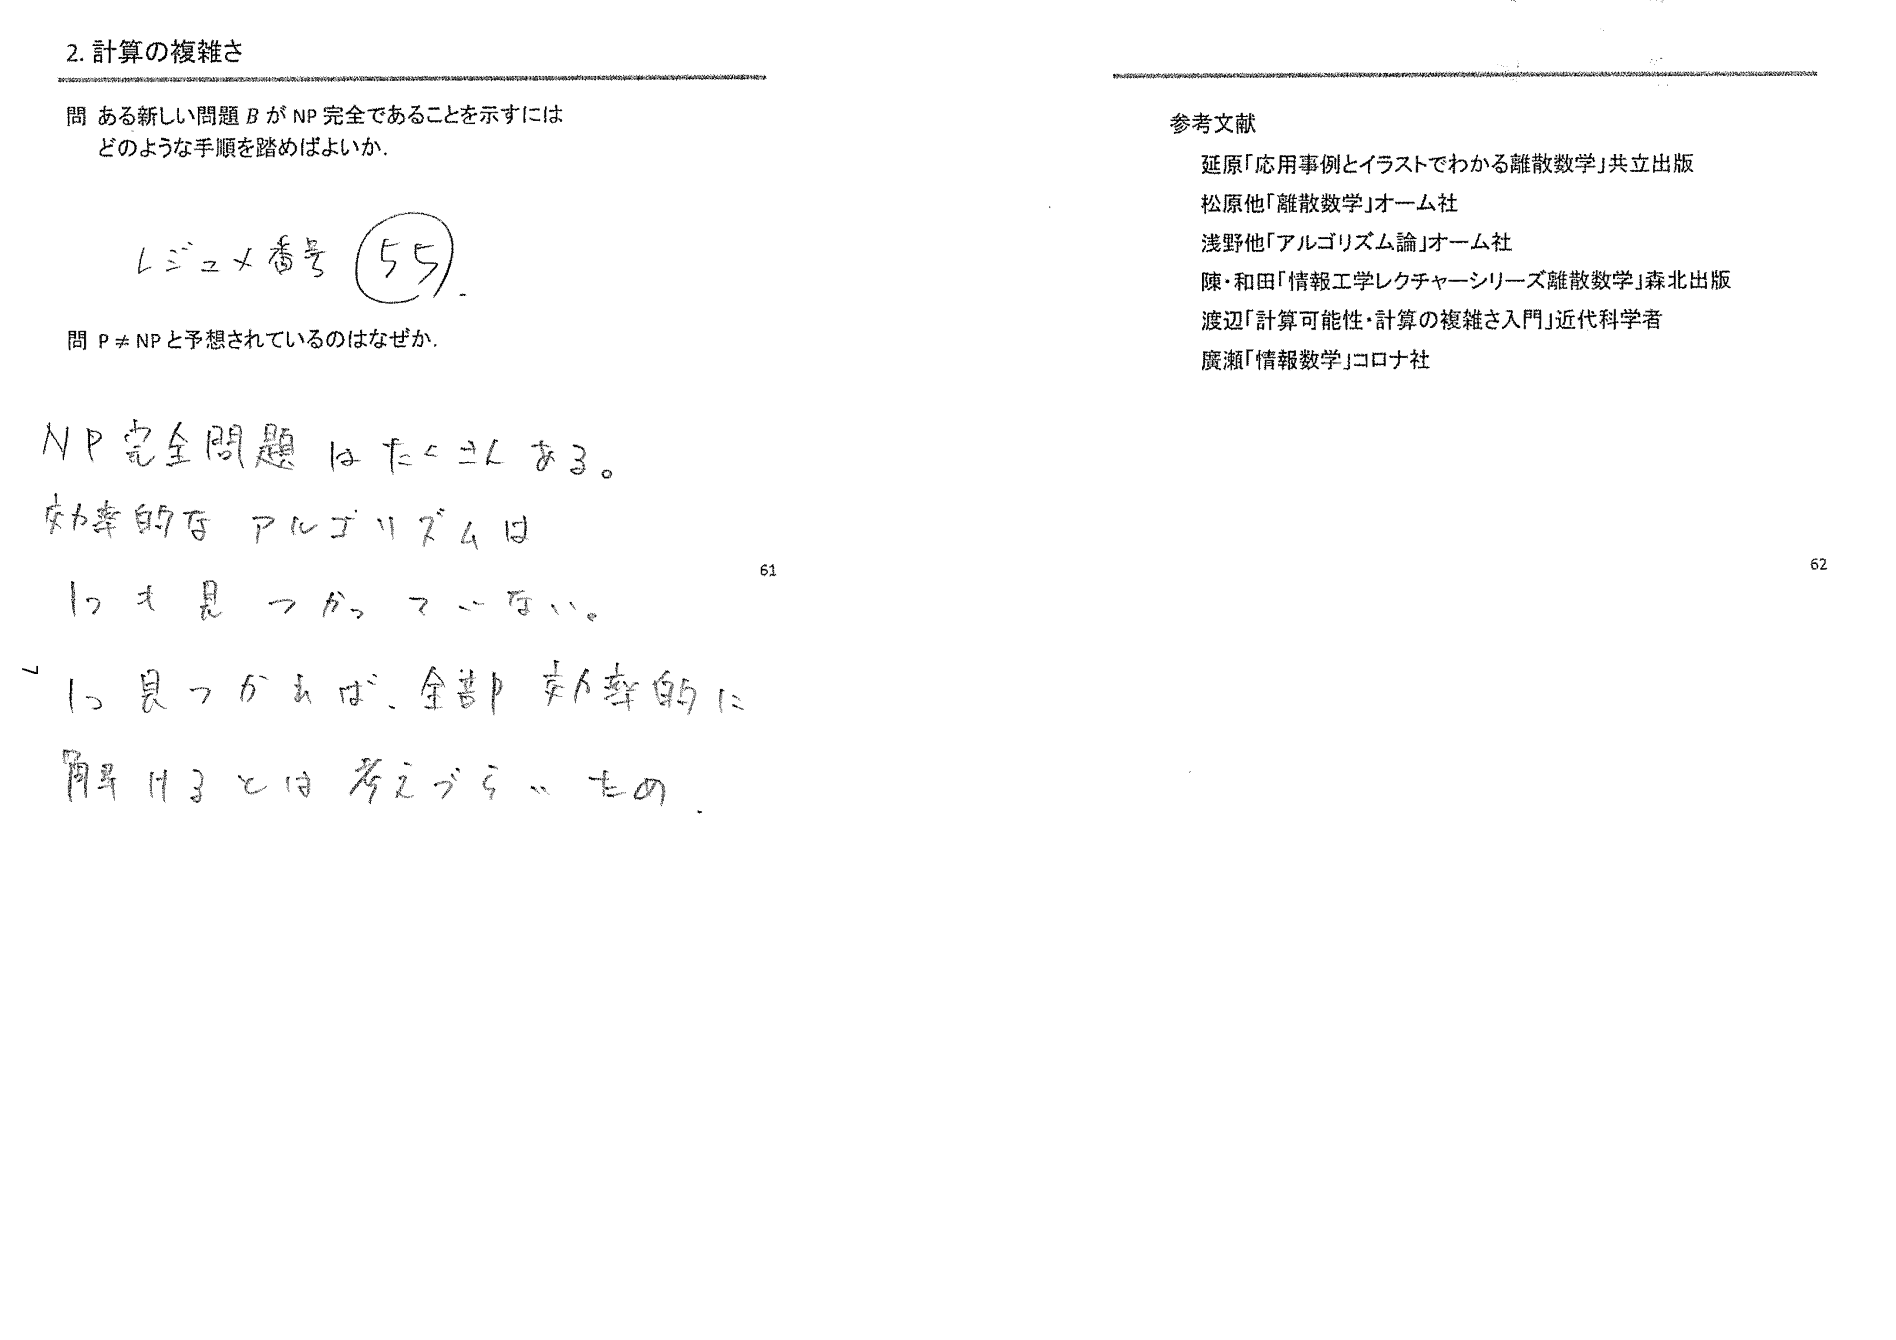 2. 計算の複雑さ
問 ある新しい問題 B が NP 完全であることを示すには
どのような手順を踏めばよいか.
レジュメ番号 55.
問 P ≠ NP と予想されているのはなぜか.
NP完全問題はたくさんある。
効率的なアルゴリズムは
1つも見つかっていない。
1つ見つかれば、全部効率的に
解けるとは考えづらいため.
61
参考文献
延原「応用事例とイラストでわかる離散数学」共立出版
松原他「離散数学」オーム社
浅野他「アルゴリズム論」オーム社
陳・和田「情報工学レクチャーシリーズ離散数学」森北出版
渡辺「計算可能性・計算の複雑さ入門」近代科学者
廣瀬「情報数学」コロナ社
62